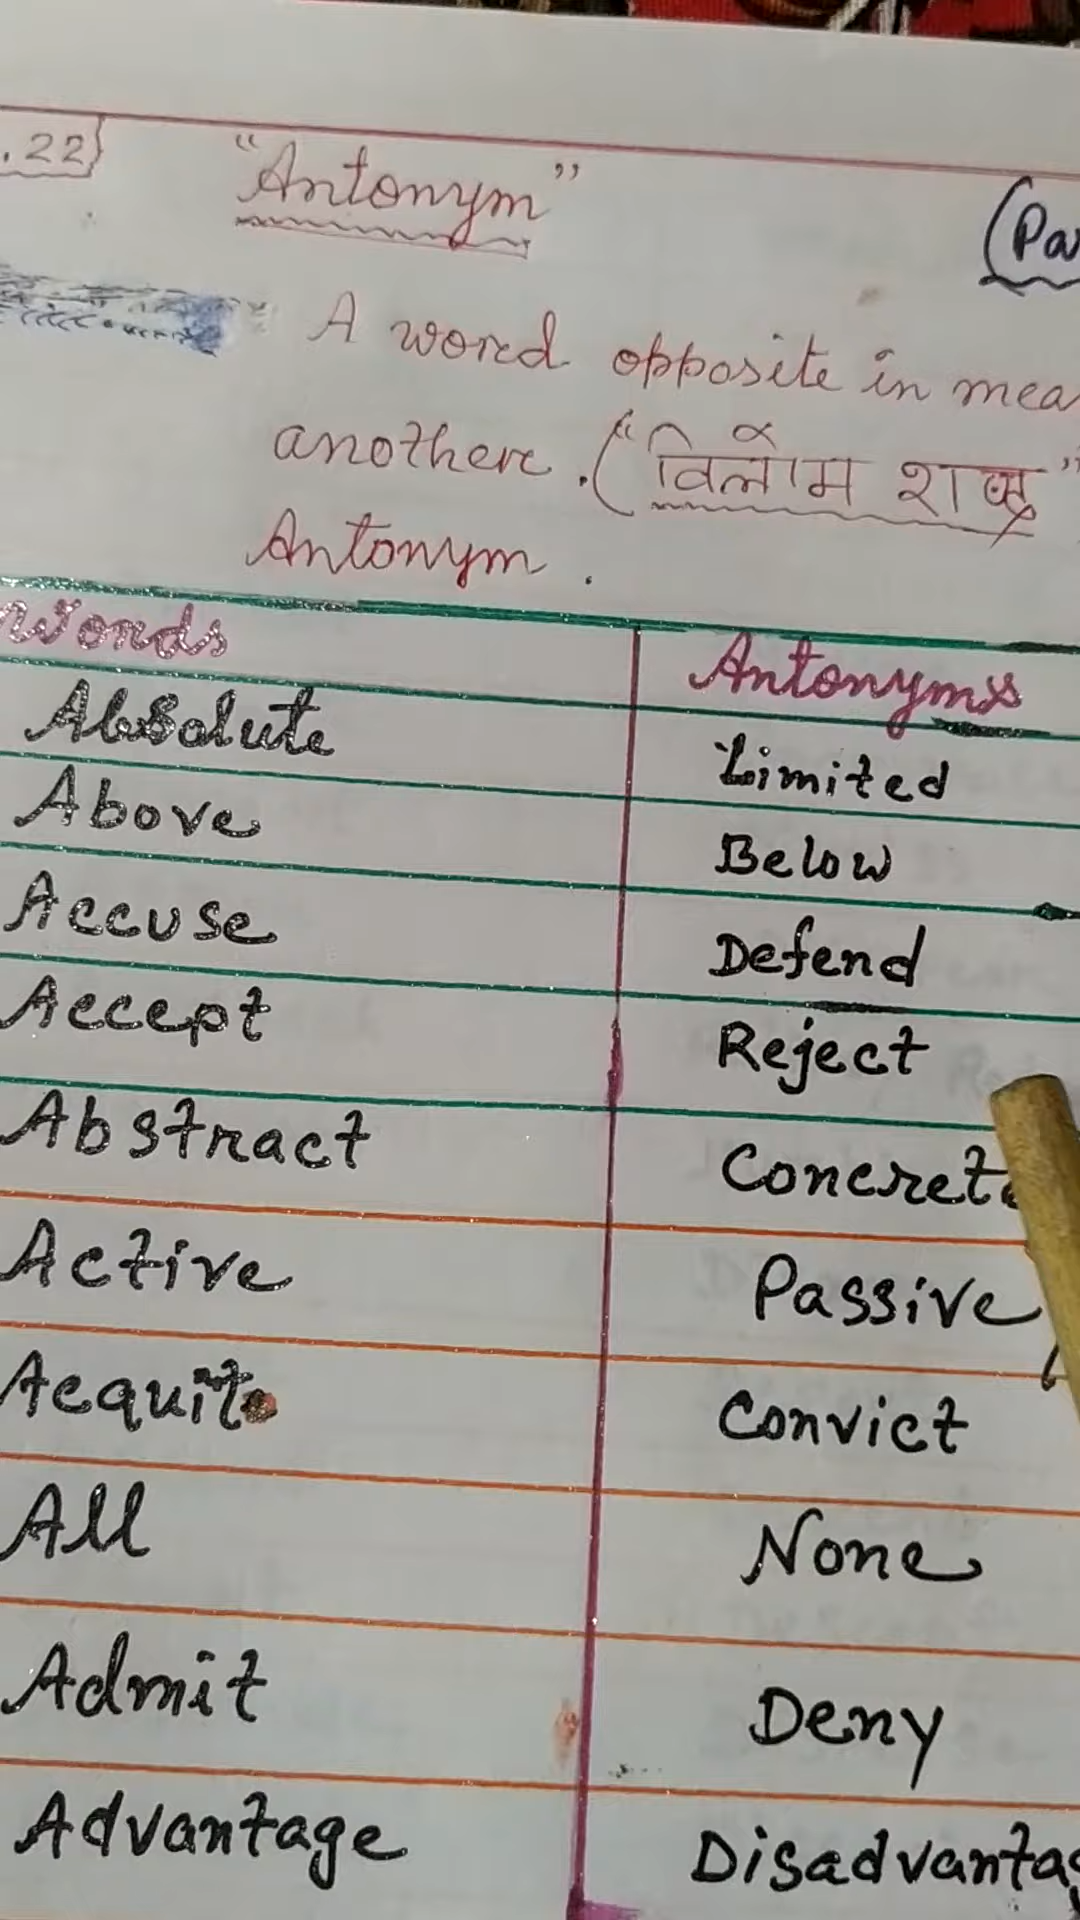 .22}
"Antonym"
(Pa
A word opposite in mea
another. ("विलोम शब्द"
Antonym.
Words Antonyms
Absolute Limited
Above Below
Accuse Defend
Accept Reject
Abstract Concrete
Active Passive
Acquit Convict
All None
Admit Deny
Advantage Disadvantag